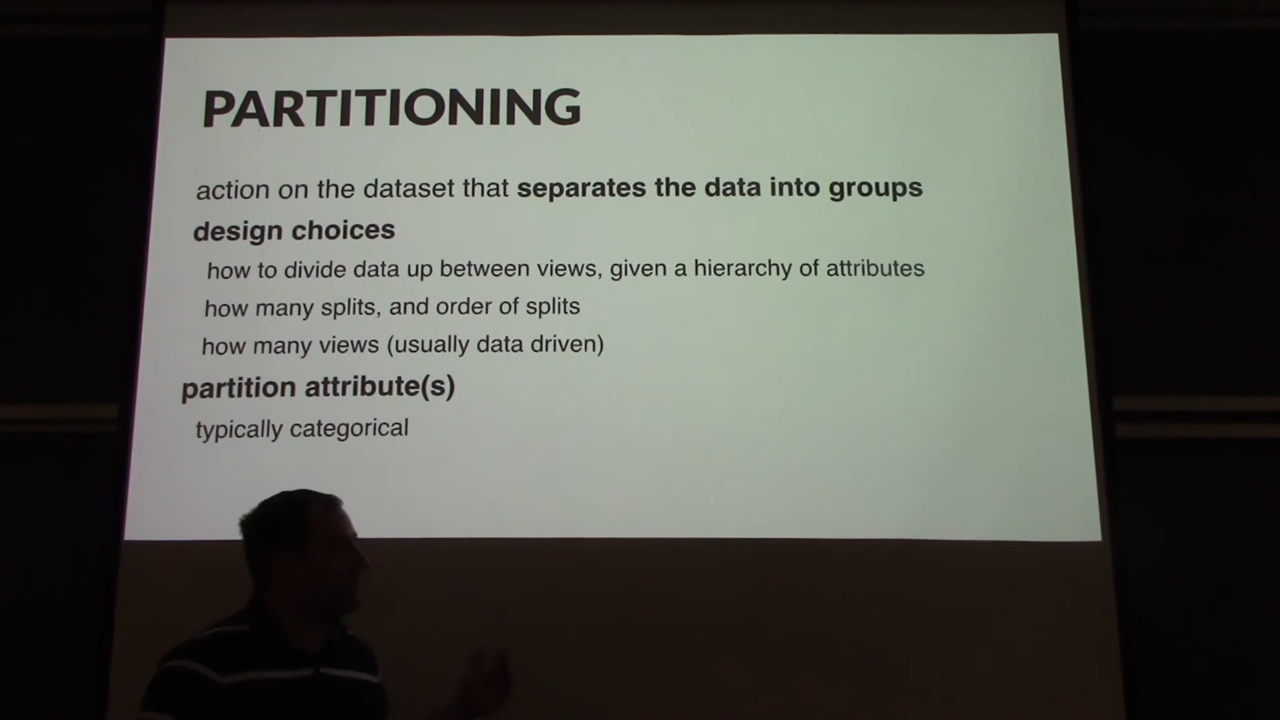 PARTITIONING
action on the dataset that separates the data into groups
design choices
how to divide data up between views, given a hierarchy of attributes
how many splits, and order of splits
how many views (usually data driven)
partition attribute(s)
typically categorical